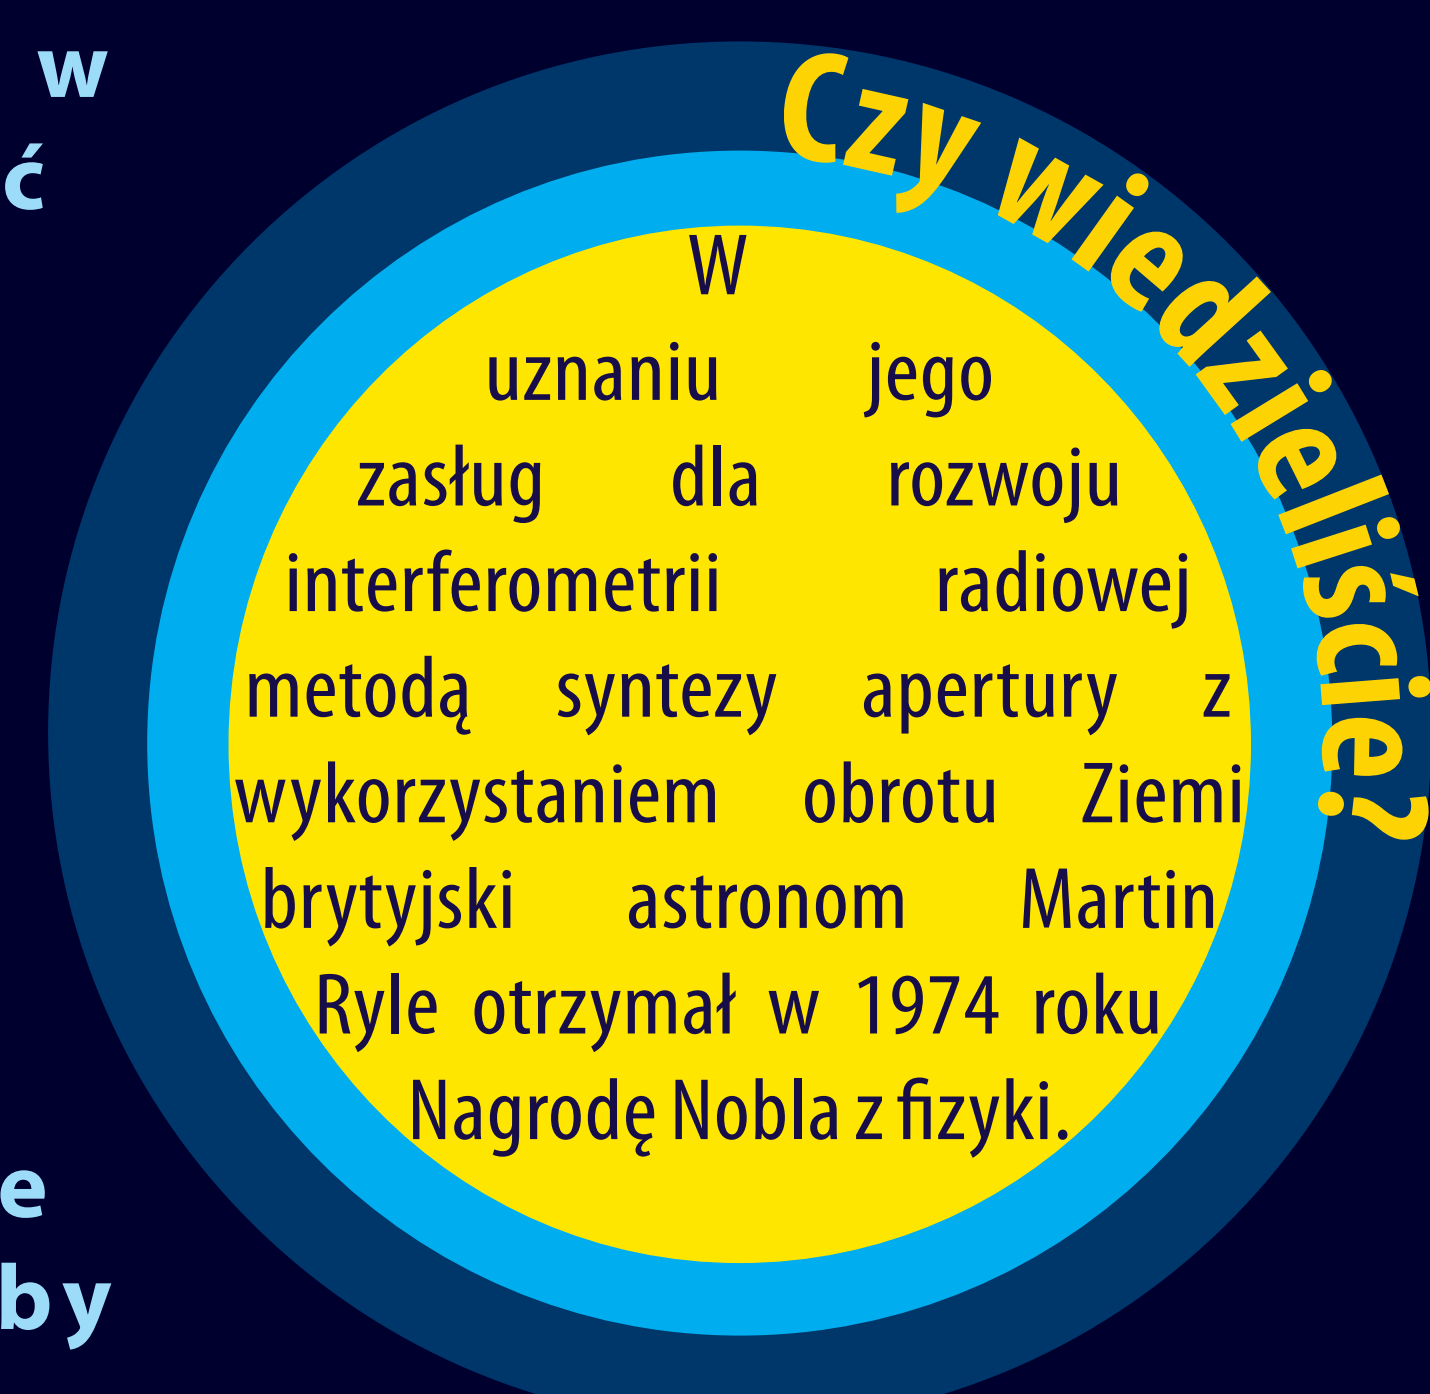 w
ć
Czy wiedzieliście?
W
uznaniu jego
zasług dla rozwoju
interferometrii radiowej
metodą syntezy apertury z
wykorzystaniem obrotu Ziemi
brytyjski astronom Martin
Ryle otrzymał w 1974 roku
Nagrodę Nobla z fizyki.
e
by